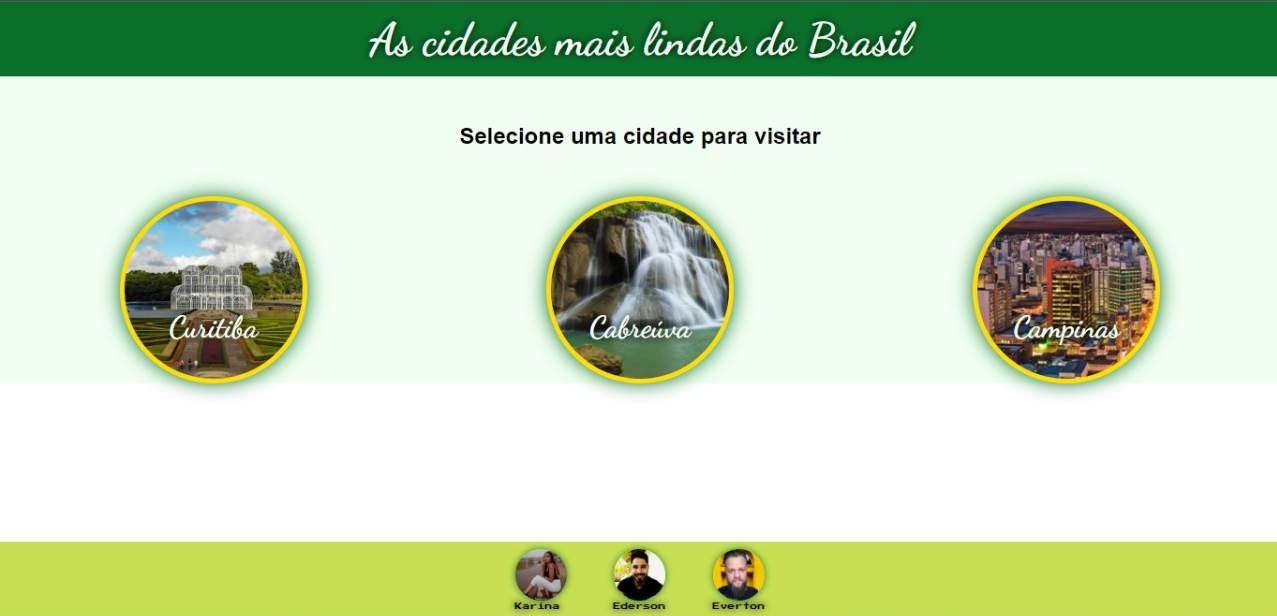 As cidades mais lindas do Brasil
Selecione uma cidade para visitar
Curitiba
Cabreúva
Campinas
Karina
Ederson
Everton